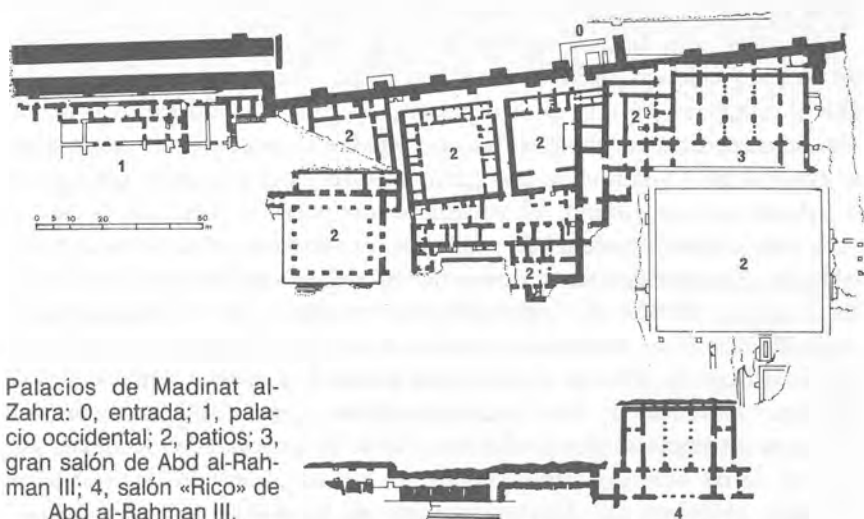 0
2
2
2
2
3
1
0 5 10 20 30 50
m
2
2
2
Palacios de Madinat al-
Zahra: 0, entrada; 1, pala-
cio occidental; 2, patios; 3,
gran salón de Abd al-Rah-
man III; 4, salón «Rico» de
Abd al-Rahman III.
4